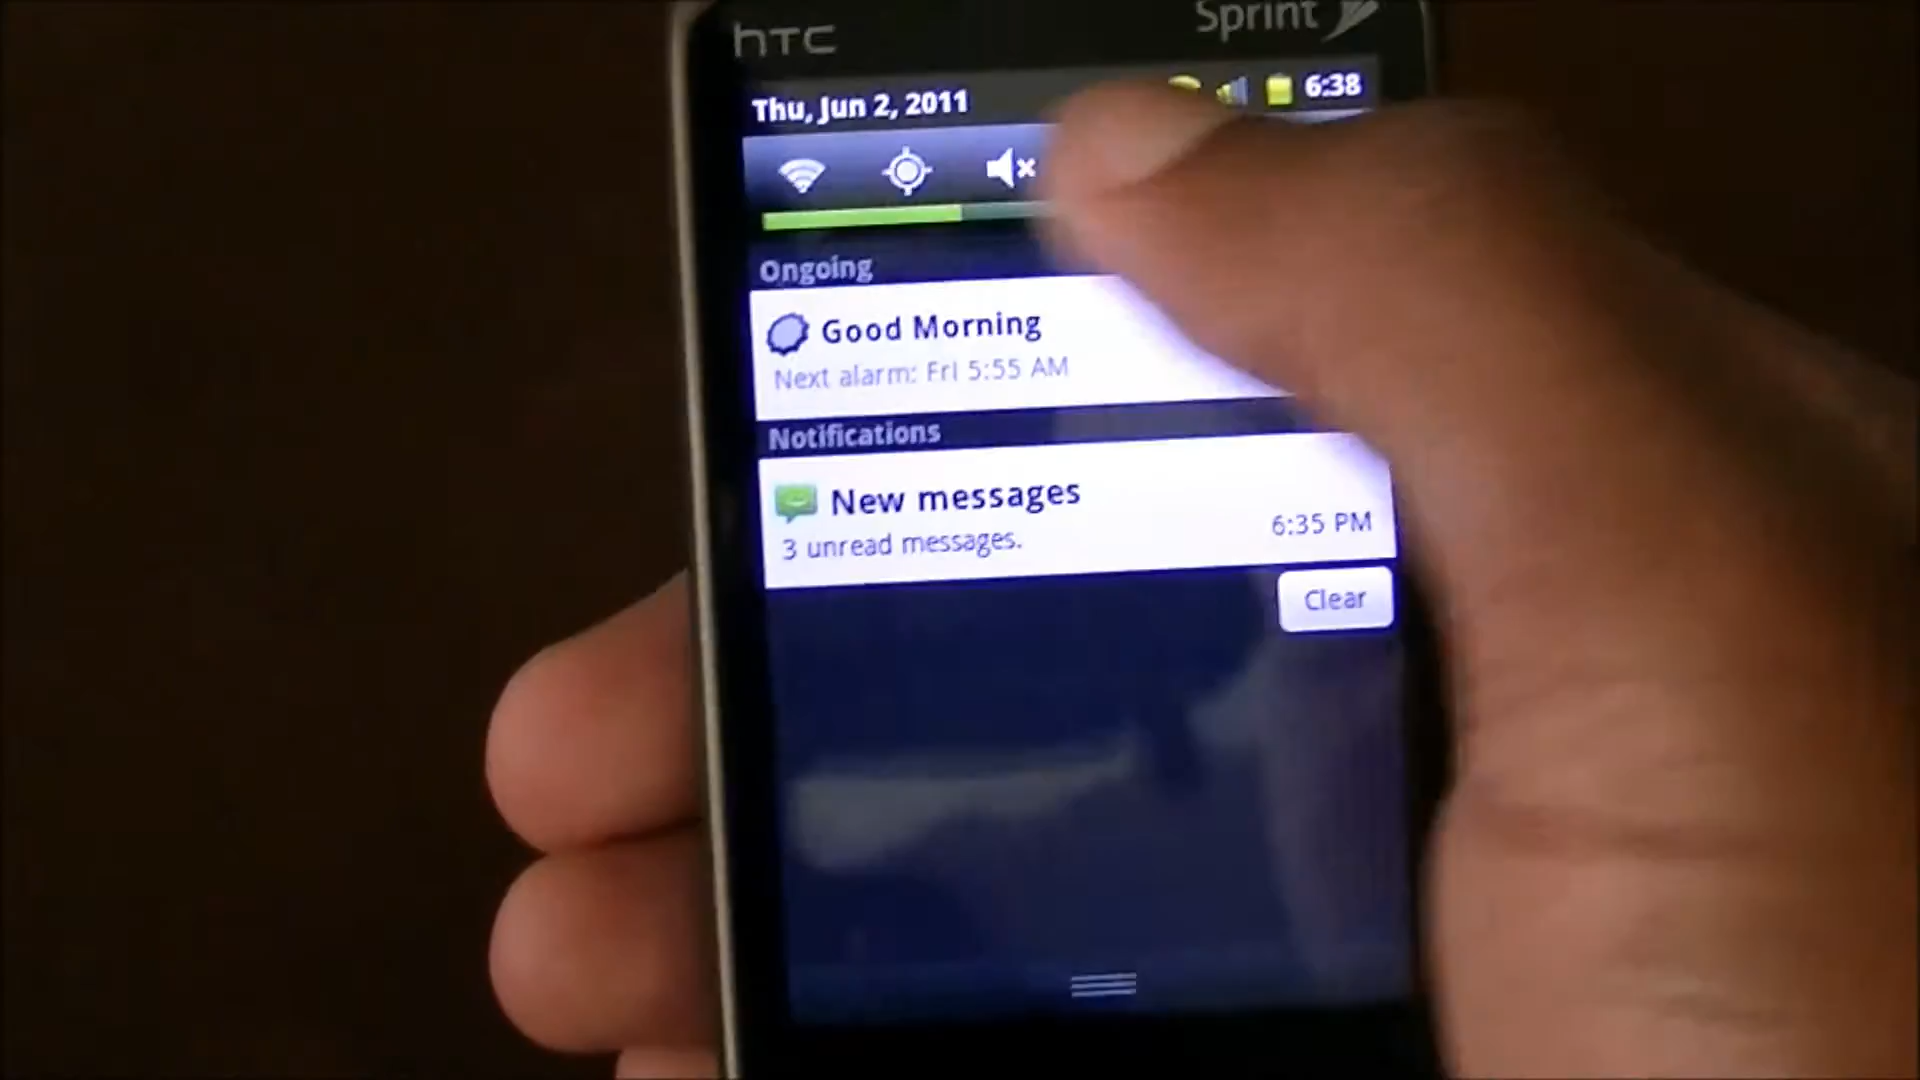 hTC
Sprint
Thu, Jun 2, 2011
6:38
Ongoing
Good Morning
Next alarm: Fri 5:55 AM
Notifications
New messages
3 unread messages.
6:35 PM
Clear